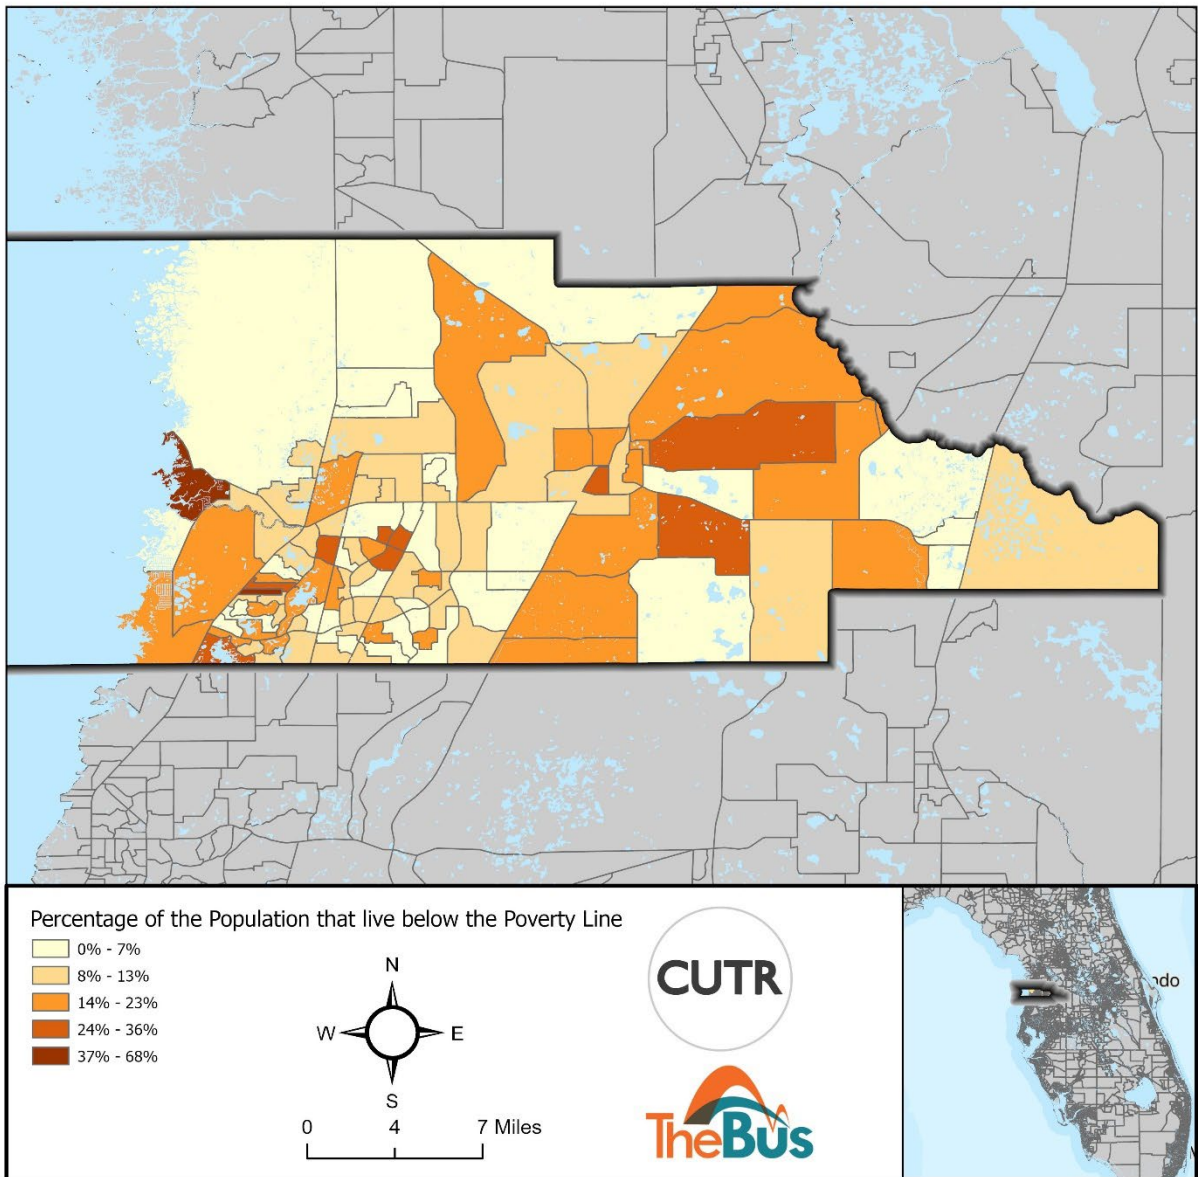 Percentage of the Population that live below the Poverty Line
0% - 7%
8% - 13%
14% - 23%
24% - 36%
37% - 68%
N
W
E
S
0 4 7 Miles
CUTR
TheBus
ndo